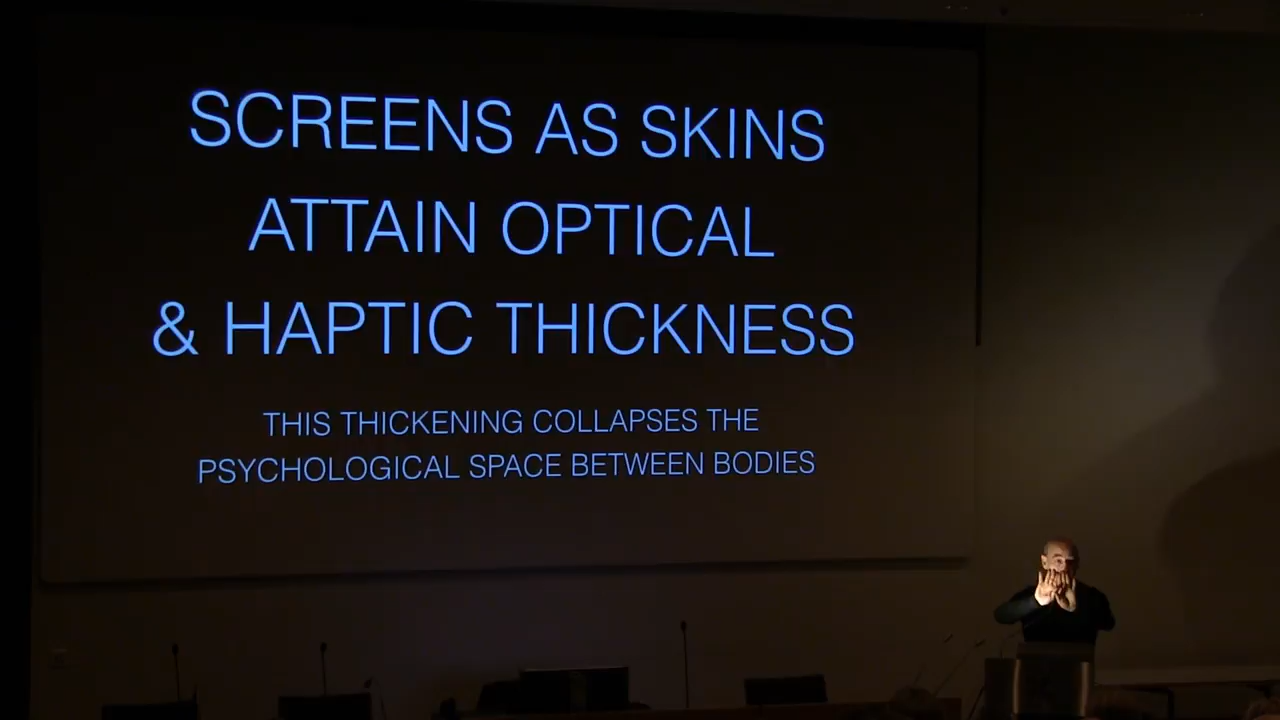 SCREENS AS SKINS
ATTAIN OPTICAL
& HAPTIC THICKNESS
THIS THICKENING COLLAPSES THE
PSYCHOLOGICAL SPACE BETWEEN BODIES